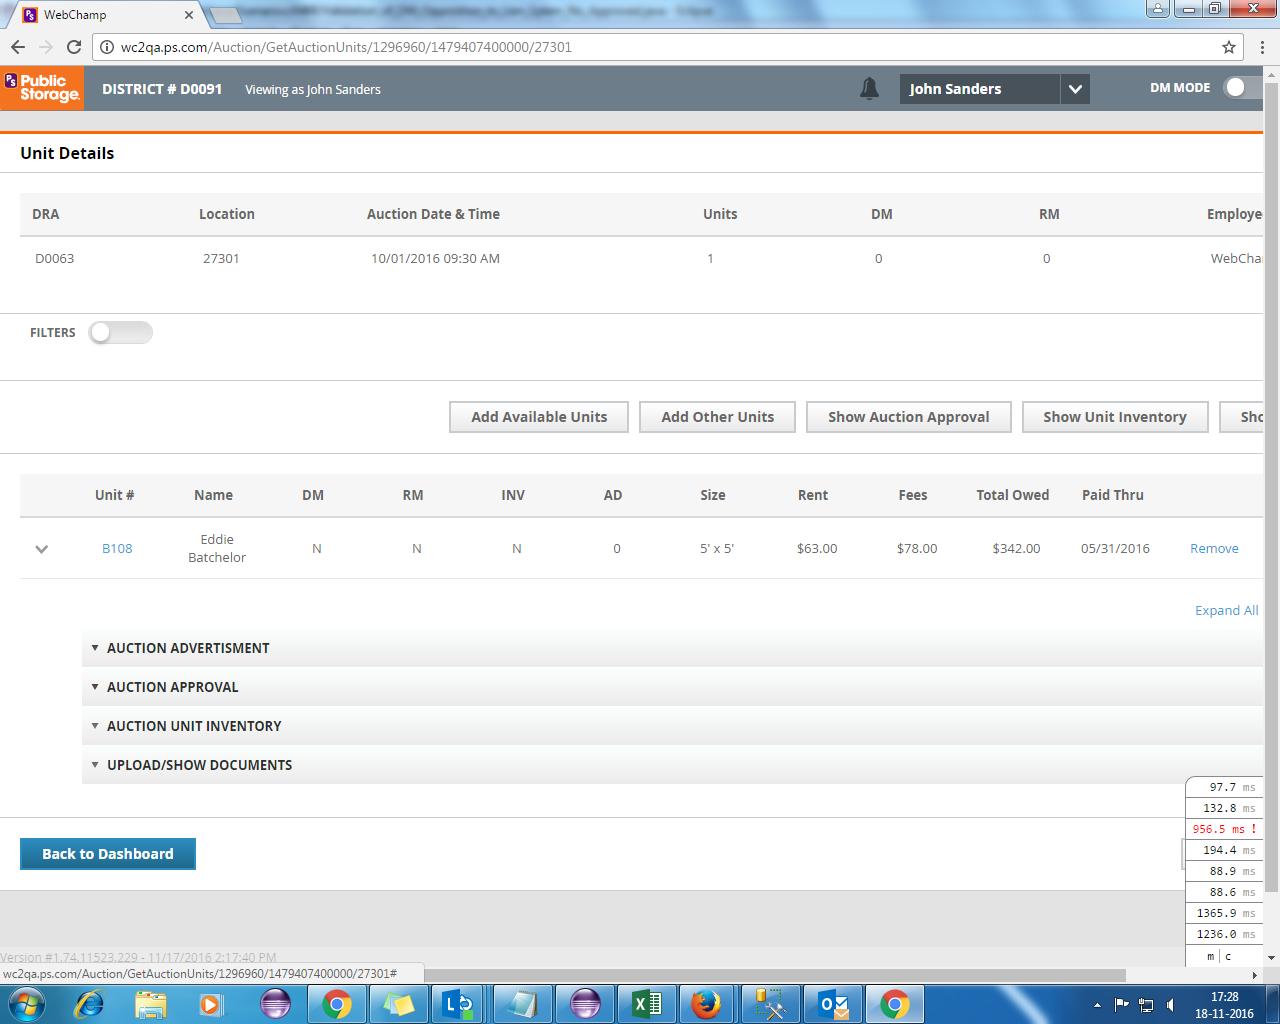 WebChamp
wc2qa.ps.com/Auction/GetAuctionUnits/1296960/1479407400000/27301
PS Public Storage.
DISTRICT # D0091
Viewing as John Sanders
John Sanders
DM MODE
Unit Details
DRA Location Auction Date & Time Units DM RM Employe
D0063 27301 10/01/2016 09:30 AM 1 0 0 WebCha
FILTERS
Add Available Units Add Other Units Show Auction Approval Show Unit Inventory Sho
Unit # Name DM RM INV AD Size Rent Fees Total Owed Paid Thru
B108 Eddie Batchelor N N N 0 5' x 5' $63.00 $78.00 $342.00 05/31/2016 Remove
Expand All
AUCTION ADVERTISMENT
AUCTION APPROVAL
AUCTION UNIT INVENTORY
UPLOAD/SHOW DOCUMENTS
97.7 ms
132.8 ms
956.5 ms !
194.4 ms
88.9 ms
88.6 ms
1365.9 ms
1236.0 ms
m | c
Back to Dashboard
Version #1.74.11523.229 - 11/17/2016 2:17:40 PM
wc2qa.ps.com/Auction/GetAuctionUnits/1296960/1479407400000/27301#
17:28
18-11-2016